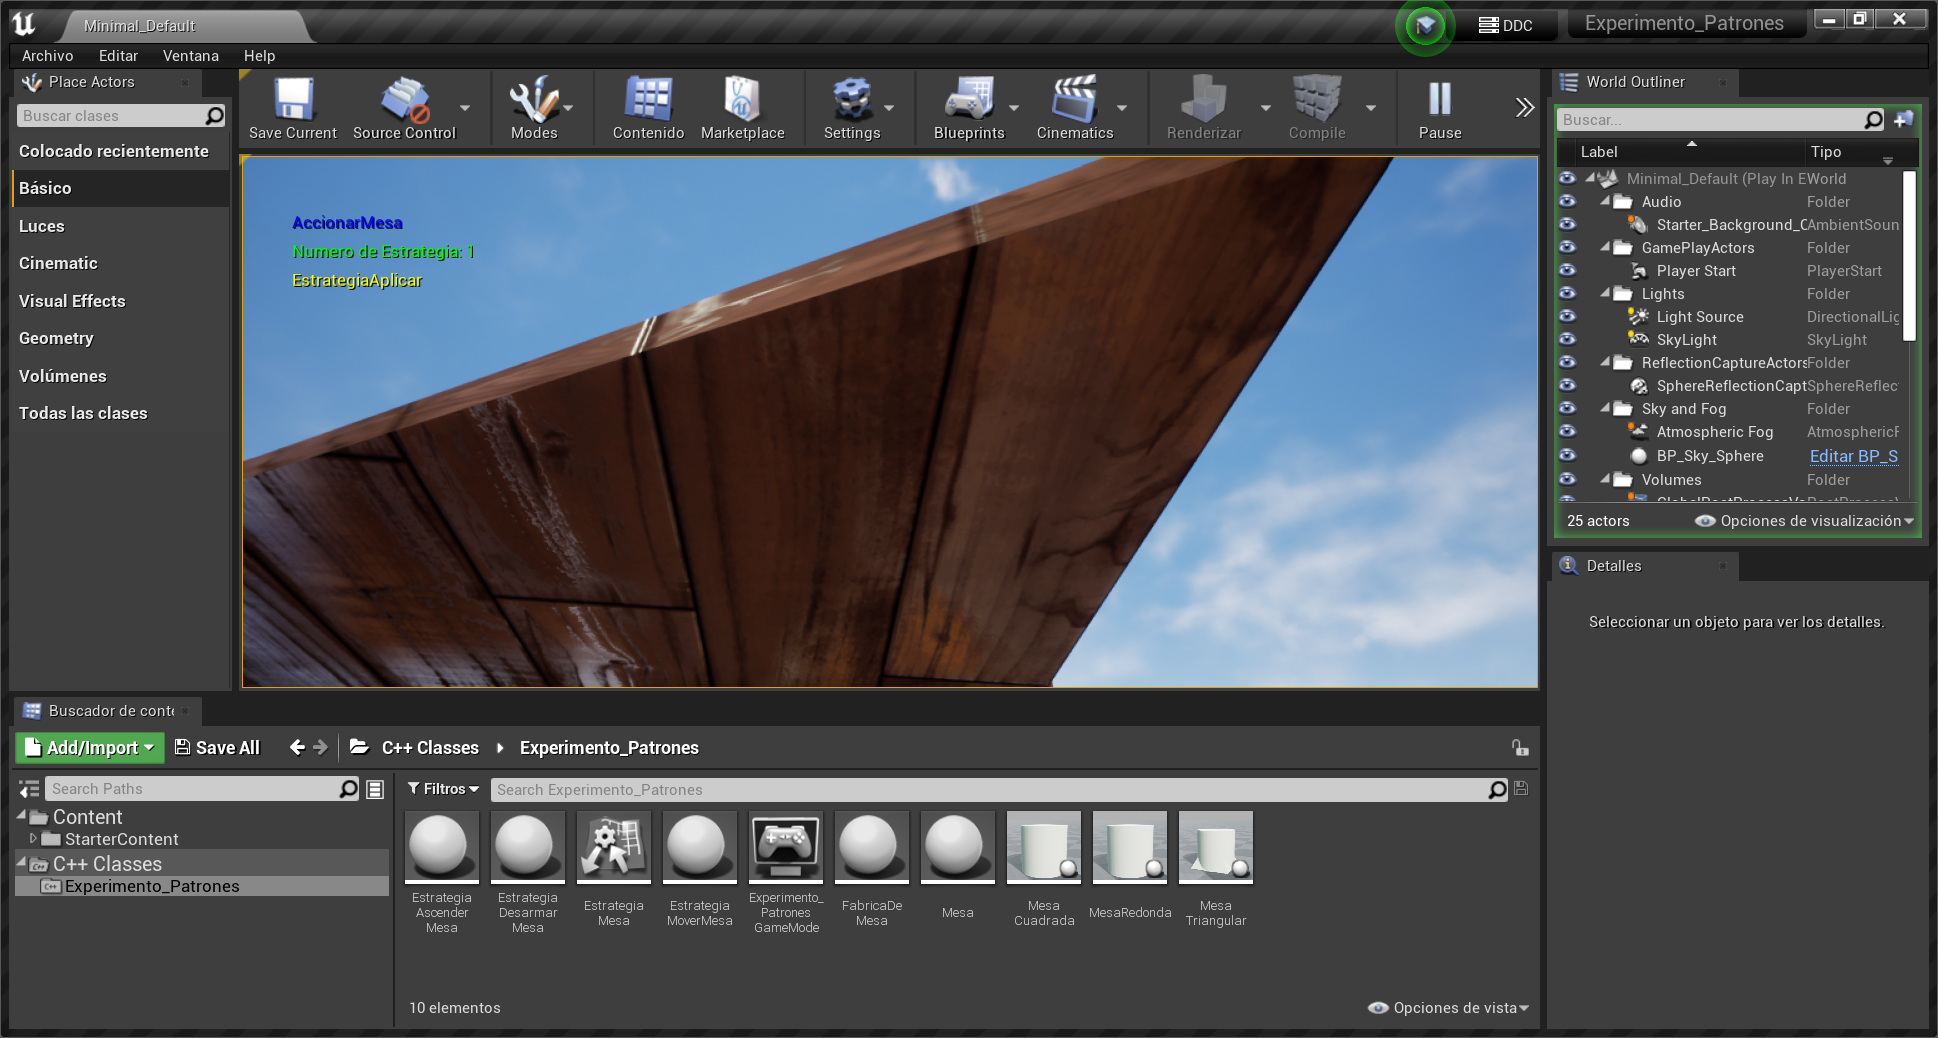 Minimal_Default
DDC
Experimento_Patrones
Archivo
Editar
Ventana
Help
Place Actors
Buscar clases
Colocado recientemente
Básico
Luces
Cinematic
Visual Effects
Geometry
Volúmenes
Todas las clases
Save Current
Source Control
Modes
Contenido
Marketplace
Settings
Blueprints
Cinematics
Renderizar
Compile
Pause
AccionarMesa
Numero de Estrategia: 1
EstrategiaAplicar
World Outliner
Buscar...
Label
Tipo
Minimal_Default (Play In E World
Audio Folder
Starter_Background_C AmbientSoun
GamePlayActors Folder
Player Start PlayerStart
Lights Folder
Light Source DirectionalLig
SkyLight SkyLight
ReflectionCaptureActors Folder
SphereReflectionCapt SphereReflec
Sky and Fog Folder
Atmospheric Fog AtmosphericF
BP_Sky_Sphere Editar BP_S
Volumes Folder
25 actors
Opciones de visualización
Detalles
Seleccionar un objeto para ver los detalles.
Buscador de conte
Add/Import
Save All
C++ Classes
Experimento_Patrones
Search Paths
Content
StarterContent
C++ Classes
Experimento_Patrones
Filtros
Search Experimento_Patrones
Estrategia
Ascender
Mesa
Estrategia
Desarmar
Mesa
Estrategia
Mesa
Estrategia
MoverMesa
Experimento_
Patrones
GameMode
FabricaDe
Mesa
Mesa
Mesa
Cuadrada
MesaRedonda
Mesa
Triangular
10 elementos
Opciones de vista